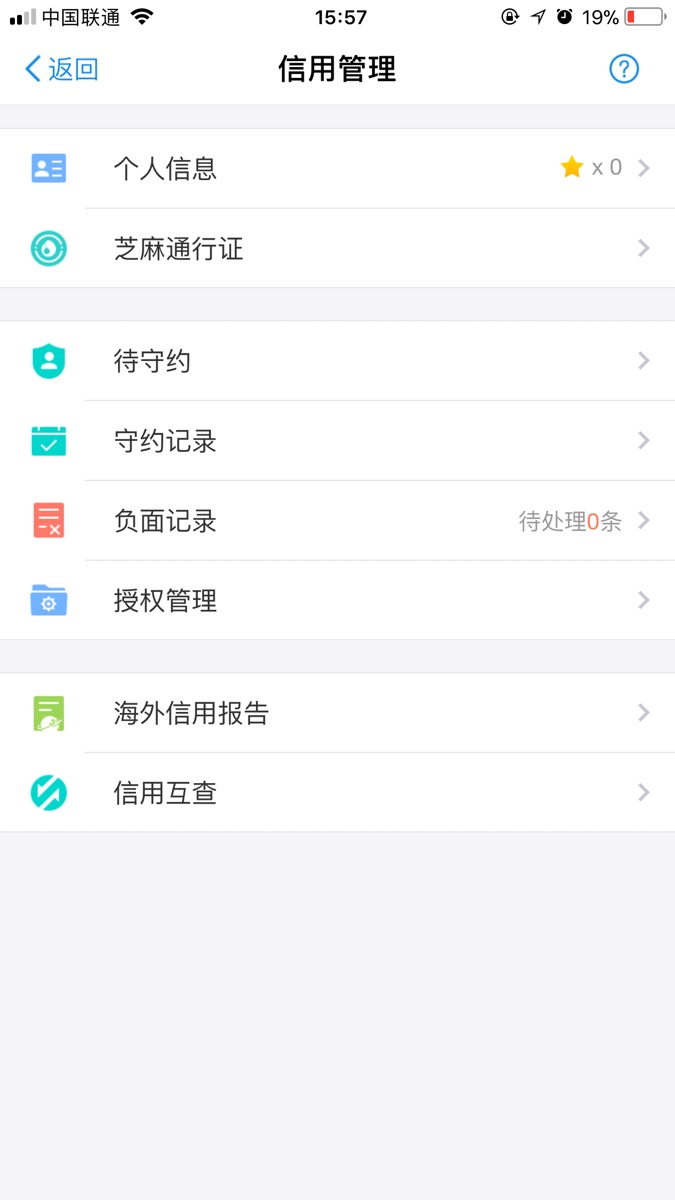 中国联通 15:57 19%
返回 信用管理 ?
个人信息 x 0
芝麻通行证
待守约
守约记录
负面记录 待处理0条
授权管理
海外信用报告
信用互查